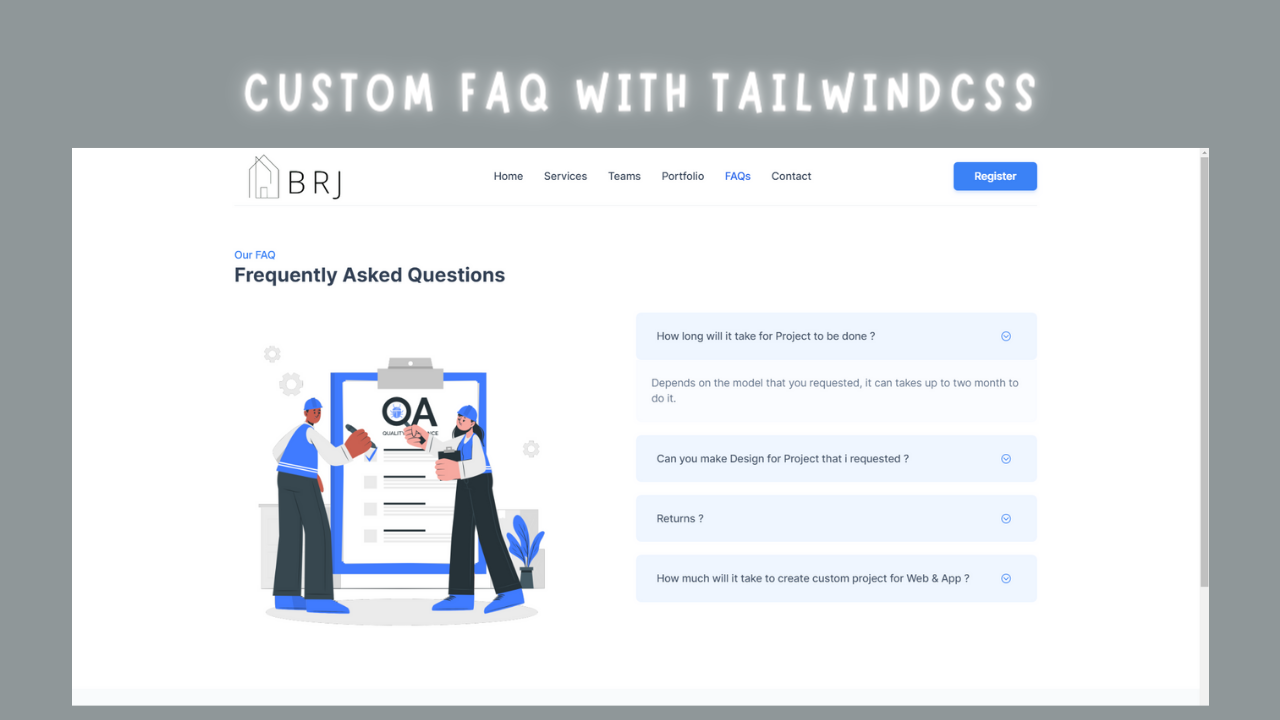 CUSTOM FAQ WITH TAILWINDCSS
BRJ
Home Services Teams Portfolio FAQs Contact Register
Our FAQ
Frequently Asked Questions
How long will it take for Project to be done ?
Depends on the model that you requested, it can takes up to two month to
do it.
Can you make Design for Project that i requested ?
Returns ?
How much will it take to create custom project for Web & App ?
QA